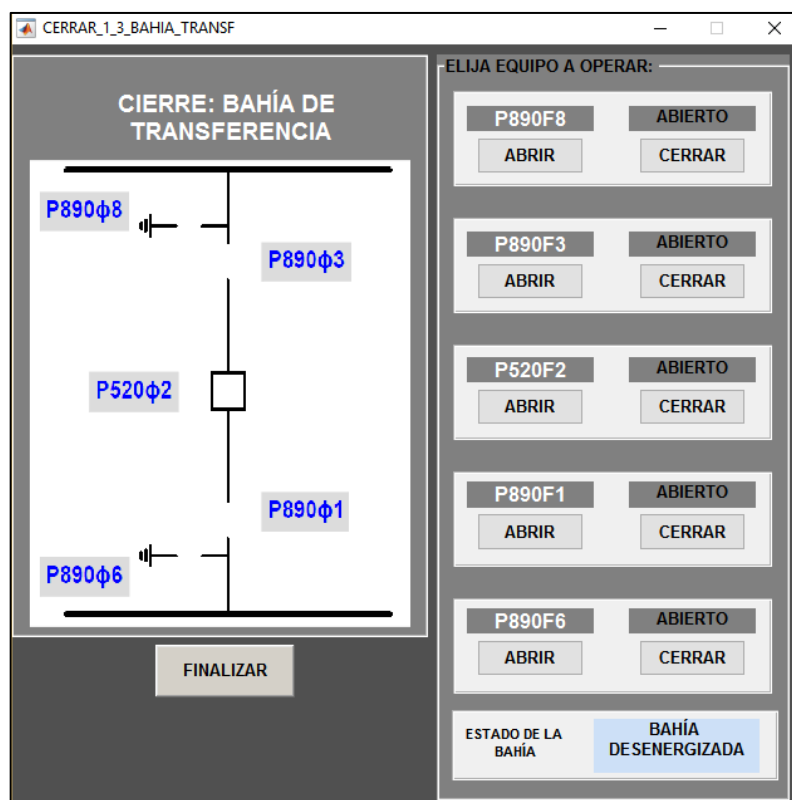 CERRAR_1_3_BAHIA_TRANSF
CIERRE: BAHÍA DE
TRANSFERENCIA
P890ϕ8
P890ϕ3
P520ϕ2
P890ϕ1
P890ϕ6
FINALIZAR
ELIJA EQUIPO A OPERAR:
P890F8 ABIERTO
ABRIR CERRAR
P890F3 ABIERTO
ABRIR CERRAR
P520F2 ABIERTO
ABRIR CERRAR
P890F1 ABIERTO
ABRIR CERRAR
P890F6 ABIERTO
ABRIR CERRAR
ESTADO DE LA
BAHÍA
BAHÍA
DESENERGIZADA